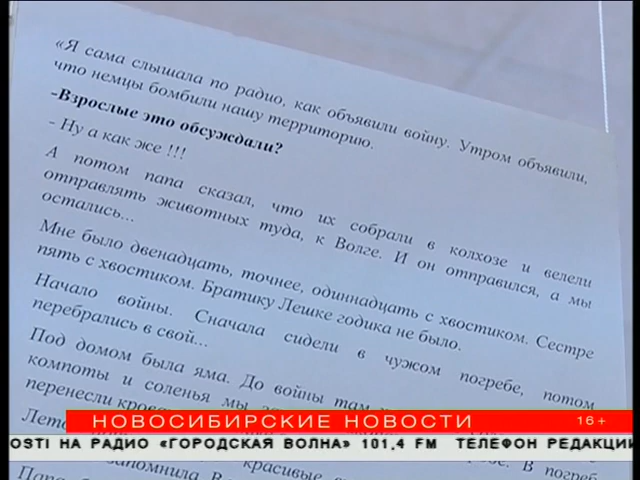 «Я сама слышала по радио, как объявили войну. Утром объявили,
что немцы бомбили нашу территорию.
-Взрослые это обсуждали?
- Ну а как же !!!
А потом папа сказал, что их собрали в колхозе и велели
отправлять животных туда, к Волге. И он отправился, а мы
остались...
Мне было двенадцать, точнее, одиннадцать с хвостиком. Сестре
пять с хвостиком. Братику Лешке годика не было.
Начало войны. Сначала сидели в чужом погребе, потом
перебрались в свой...
Под домом была яма. До войны там
компоты и соленья мы
перенесли
НОВОСИБИРСКИЕ НОВОСТИ 16+
OSTI НА РАДИО «ГОРОДСКАЯ ВОЛНА» 101,4 FM ТЕЛЕФОН РЕДАКЦИИ
запомнила красивые В погреб